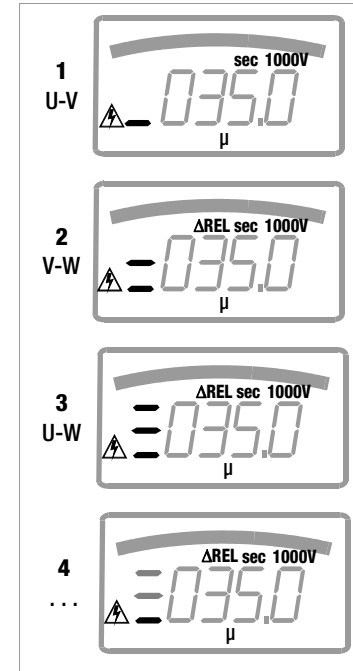 1
U-V
sec 1000V
035.0
μ
2
V-W
ΔREL sec 1000V
035.0
μ
3
U-W
ΔREL sec 1000V
035.0
μ
4
. . .
ΔREL sec 1000V
035.0
μ